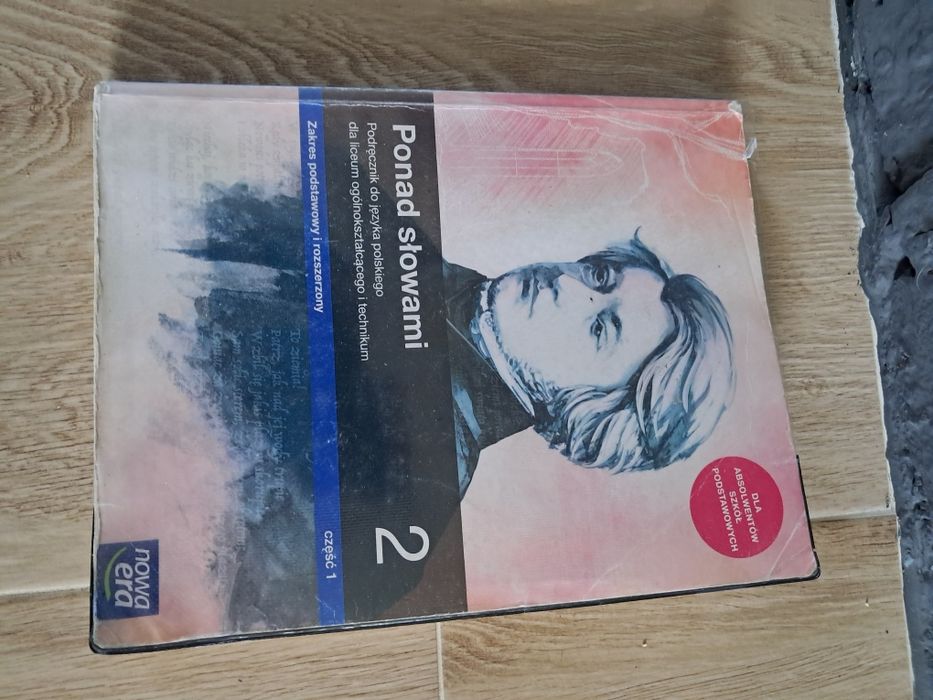 Ponad słowami
2
Podręcznik do języka polskiego
dla liceum ogólnokształcącego i technikum
Zakres podstawowy i rozszerzony
część 1
DLA
ABSOLWENTÓW
SZKÓŁ
PODSTAWOWYCH
nowa
era